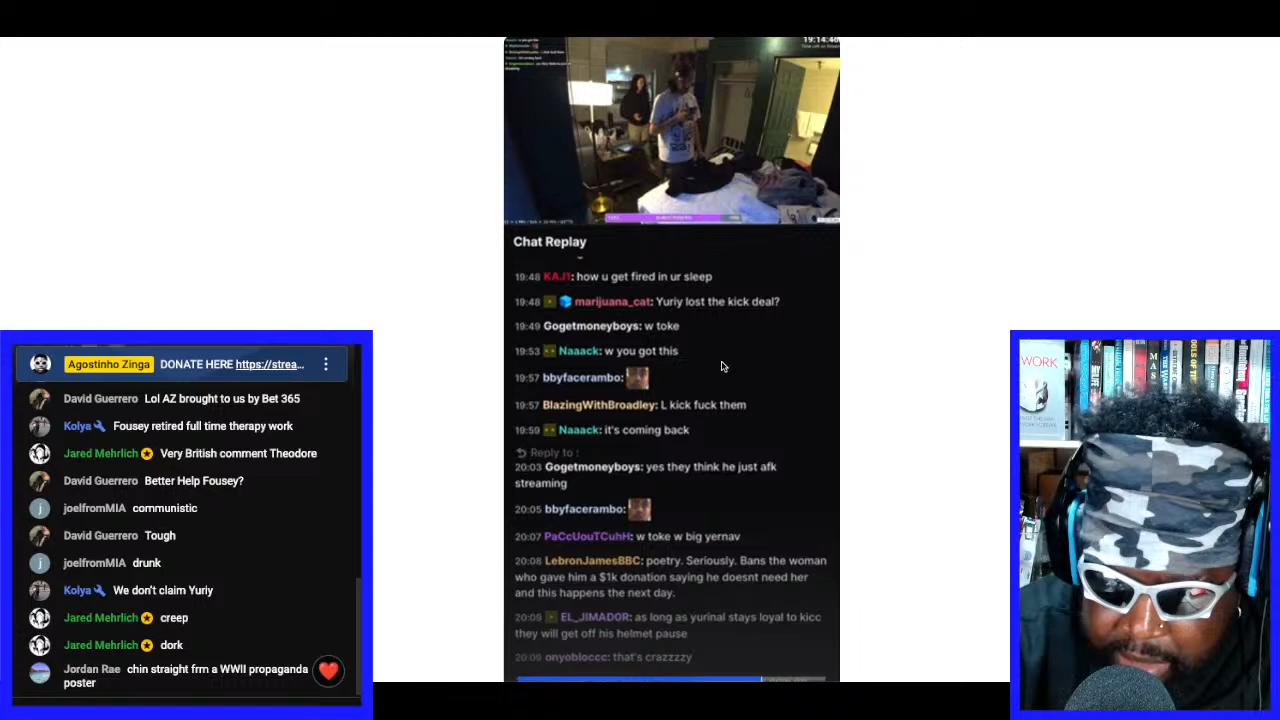 19:14:46
Chat Replay
19:48 KAJ1: how u get fired in ur sleep
19:48 marijuana_cat: Yuriy lost the kick deal?
19:49 Gogetmoneyboys: w toke
19:53 Naaack: w you got this
19:57 bbyfacerambo:
19:57 BlazingWithBroadley: L kick fuck them
19:59 Naaack: it's coming back
Reply to :
20:03 Gogetmoneyboys: yes they think he just afk
streaming
20:05 bbyfacerambo:
20:07 PaCcUouTCuhH: w toke w big yernav
20:08 LebronJamesBBC: poetry. Seriously. Bans the woman
who gave him a $1k donation saying he doesnt need her
and this happens the next day.
20:09 EL_JIMADOR: as long as yurinal stays loyal to kicc
they will get off his helmet pause
20:09 onyobloccc: that's crazzzzy
Agostinho Zinga DONATE HERE https://strea...
David Guerrero Lol AZ brought to us by Bet 365
Kolya Fousey retired full time therapy work
Jared Mehrlich Very British comment Theodore
David Guerrero Better Help Fousey?
joelfromMIA communistic
David Guerrero Tough
joelfromMIA drunk
Kolya We don't claim Yuriy
Jared Mehrlich creep
Jared Mehrlich dork
Jordan Rae chin straight frm a WWII propaganda
poster
WORK